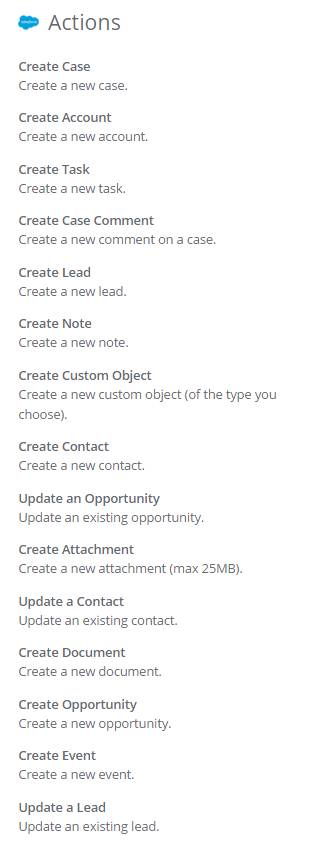 Actions
Create Case
Create a new case.
Create Account
Create a new account.
Create Task
Create a new task.
Create Case Comment
Create a new comment on a case.
Create Lead
Create a new lead.
Create Note
Create a new note.
Create Custom Object
Create a new custom object (of the type you
choose).
Create Contact
Create a new contact.
Update an Opportunity
Update an existing opportunity.
Create Attachment
Create a new attachment (max 25MB).
Update a Contact
Update an existing contact.
Create Document
Create a new document.
Create Opportunity
Create a new opportunity.
Create Event
Create a new event.
Update a Lead
Update an existing lead.